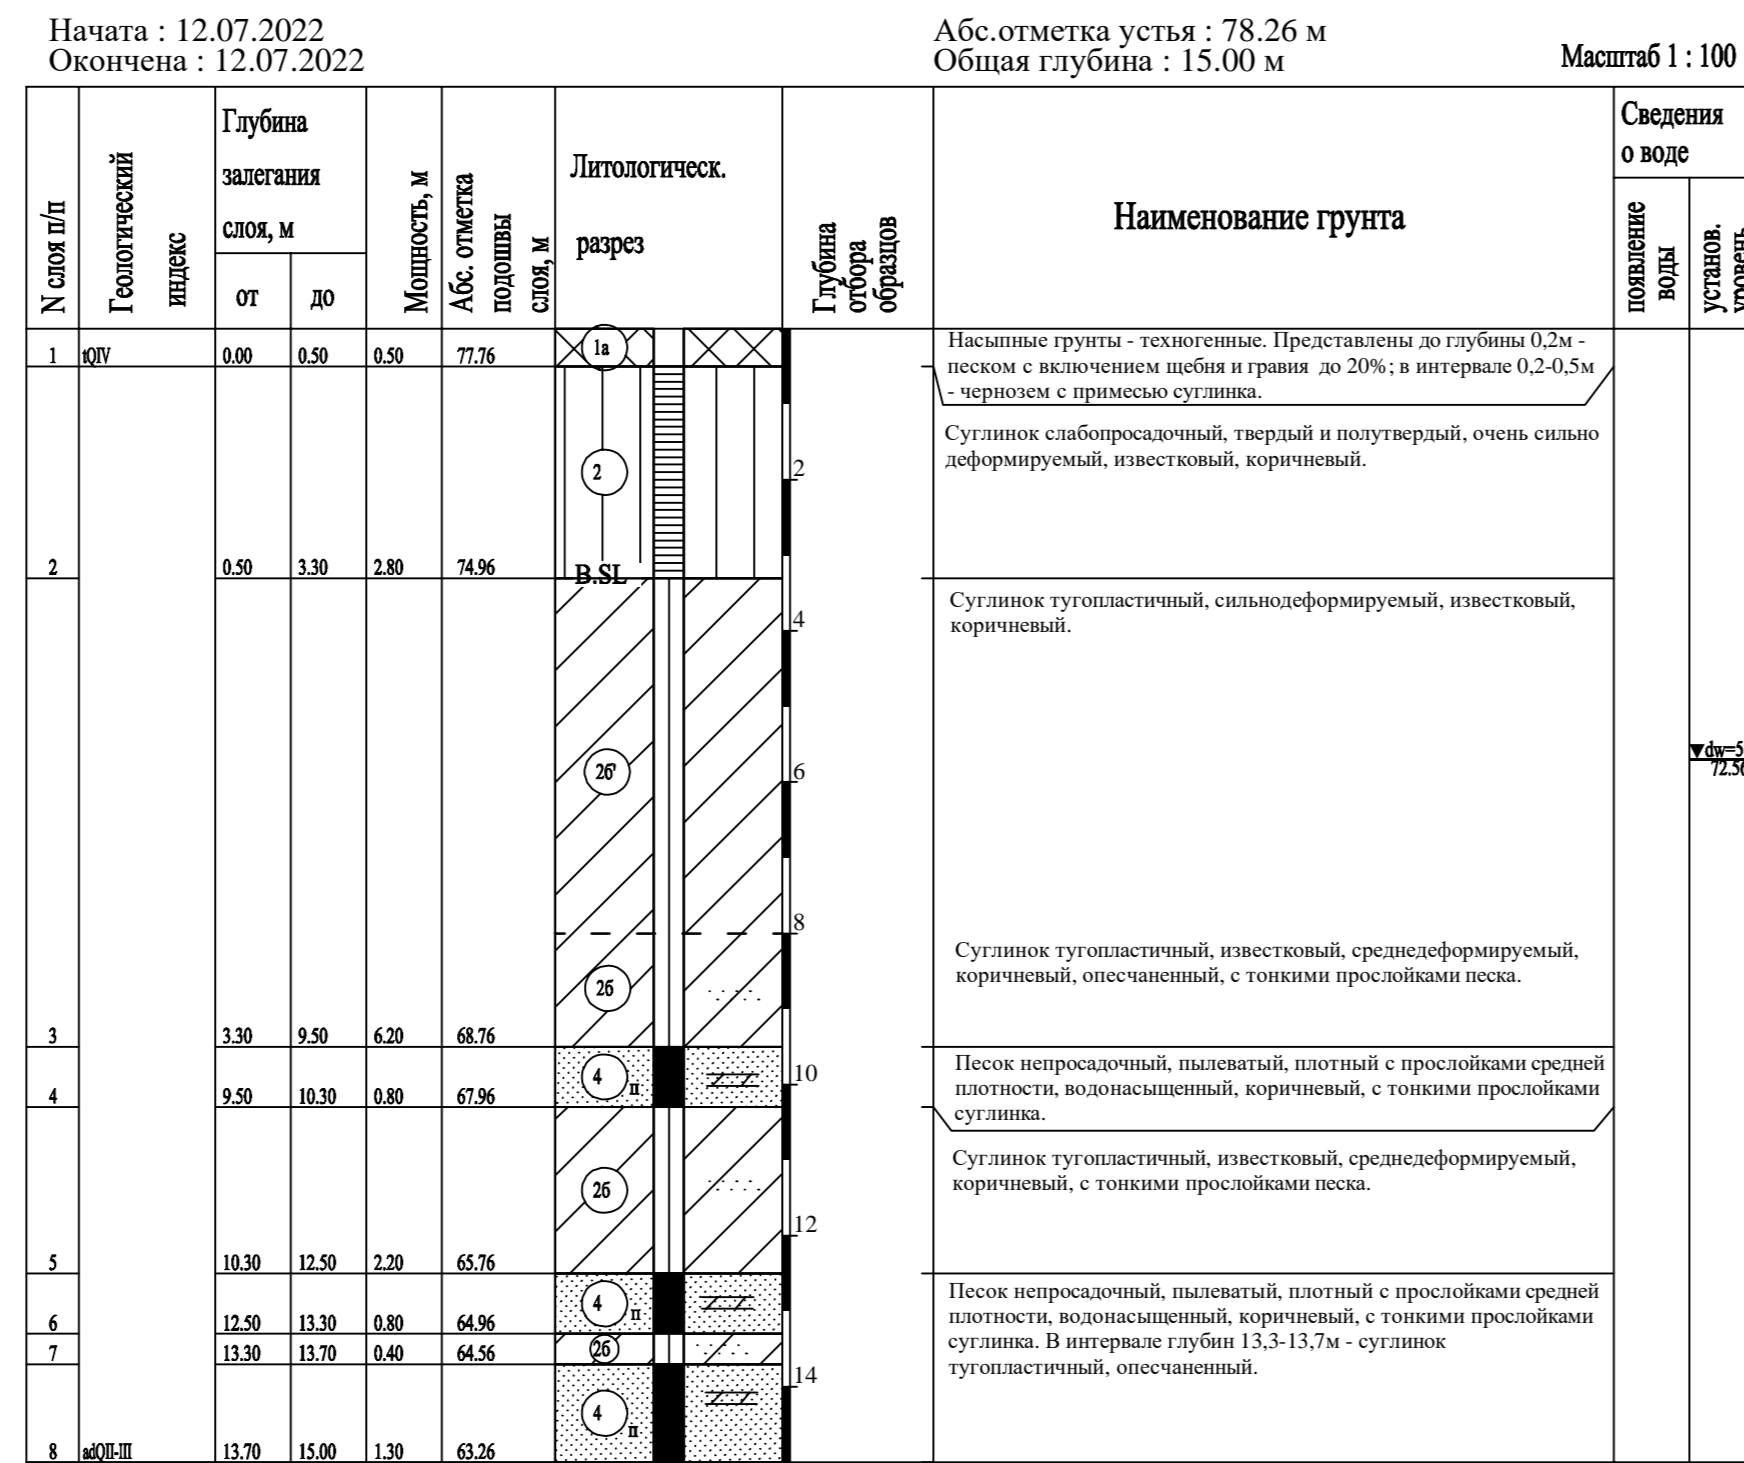 Начата : 12.07.2022
Окончена : 12.07.2022
Абс.отметка устья : 78.26 м
Общая глубина : 15.00 м
Масштаб 1 : 100
N слоя п/п
Геологический
индекс
Глубина
залегания
слоя, м
от
до
Мощность, м
Абс. отметка
подошвы
слоя, м
Литологическ.
разрез
Глубина
отбора
образцов
Наименование грунта
Сведения
о воде
появление
воды
установ.
уровень
1 tQIV 0.00 0.50 0.50 77.76
1а
Насыпные грунты - техногенные. Представлены до глубины 0,2м -
песком с включением щебня и гравия до 20%; в интервале 0,2-0,5м
- чернозем с примесью суглинка.
Суглинок слабопросадочный, твердый и полутвердый, очень сильно
деформируемый, известковый, коричневый.
2
2
2 0.50 3.30 2.80 74.96
B.SL
Суглинок тугопластичный, сильнодеформируемый, известковый,
коричневый.
4
▼dw=5
72.56
2б'
6
8
Суглинок тугопластичный, известковый, среднедеформируемый,
коричневый, опесчаненный, с тонкими прослойками песка.
2б
3 3.30 9.50 6.20 68.76
Песок непросадочный, пылеватый, плотный с прослойками средней
плотности, водонасыщенный, коричневый, с тонкими прослойками
суглинка.
4 п
10
4 9.50 10.30 0.80 67.96
Суглинок тугопластичный, известковый, среднедеформируемый,
коричневый, с тонкими прослойками песка.
2б
12
5 10.30 12.50 2.20 65.76
Песок непросадочный, пылеватый, плотный с прослойками средней
плотности, водонасыщенный, коричневый, с тонкими прослойками
суглинка. В интервале глубин 13,3-13,7м - суглинок
тугопластичный, опесчаненный.
4 п
6 12.50 13.30 0.80 64.96
2б
7 13.30 13.70 0.40 64.56
14
4 п
8 adQII-III 13.70 15.00 1.30 63.26